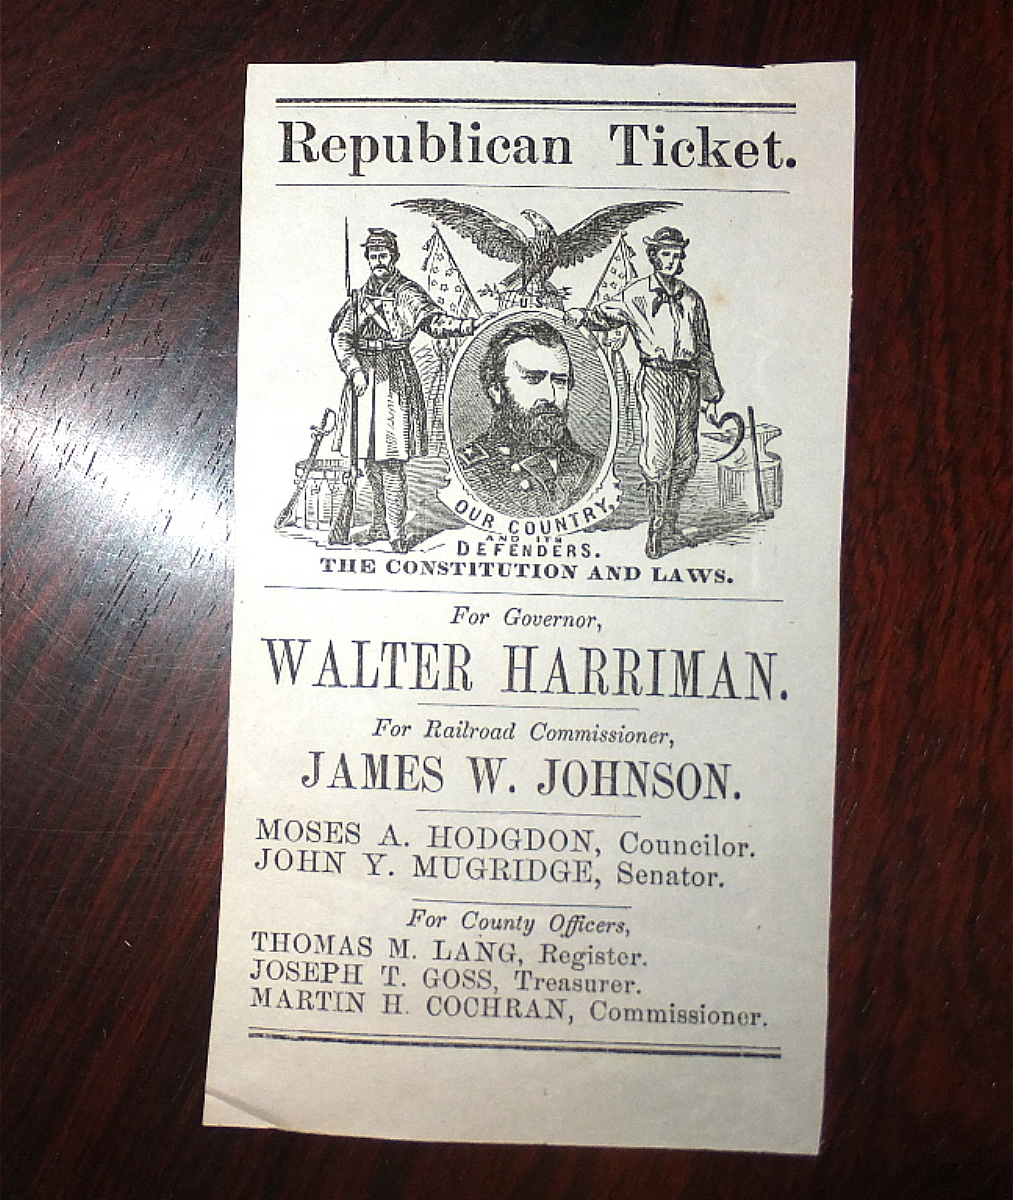 Republican Ticket.
U.S.
OUR COUNTRY,
AND ITS
DEFENDERS.
THE CONSTITUTION AND LAWS.
For Governor,
WALTER HARRIMAN.
For Railroad Commissioner,
JAMES W. JOHNSON.
MOSES A. HODGDON, Councilor.
JOHN Y. MUGRIDGE, Senator.
For County Officers,
THOMAS M. LANG, Register.
JOSEPH T. GOSS, Treasurer.
MARTIN H. COCHRAN, Commissioner.